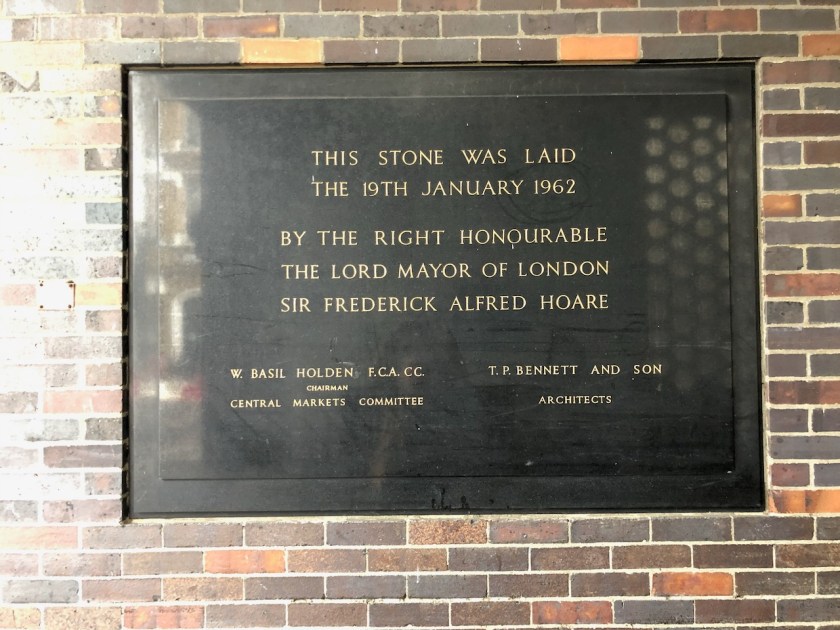 THIS STONE WAS LAID
THE 19TH JANUARY 1962
BY THE RIGHT HONOURABLE
THE LORD MAYOR OF LONDON
SIR FREDERICK ALFRED HOARE
W. BASIL HOLDEN F.C.A. CC.
CHAIRMAN
CENTRAL MARKETS COMMITTEE
T. P. BENNETT AND SON
ARCHITECTS